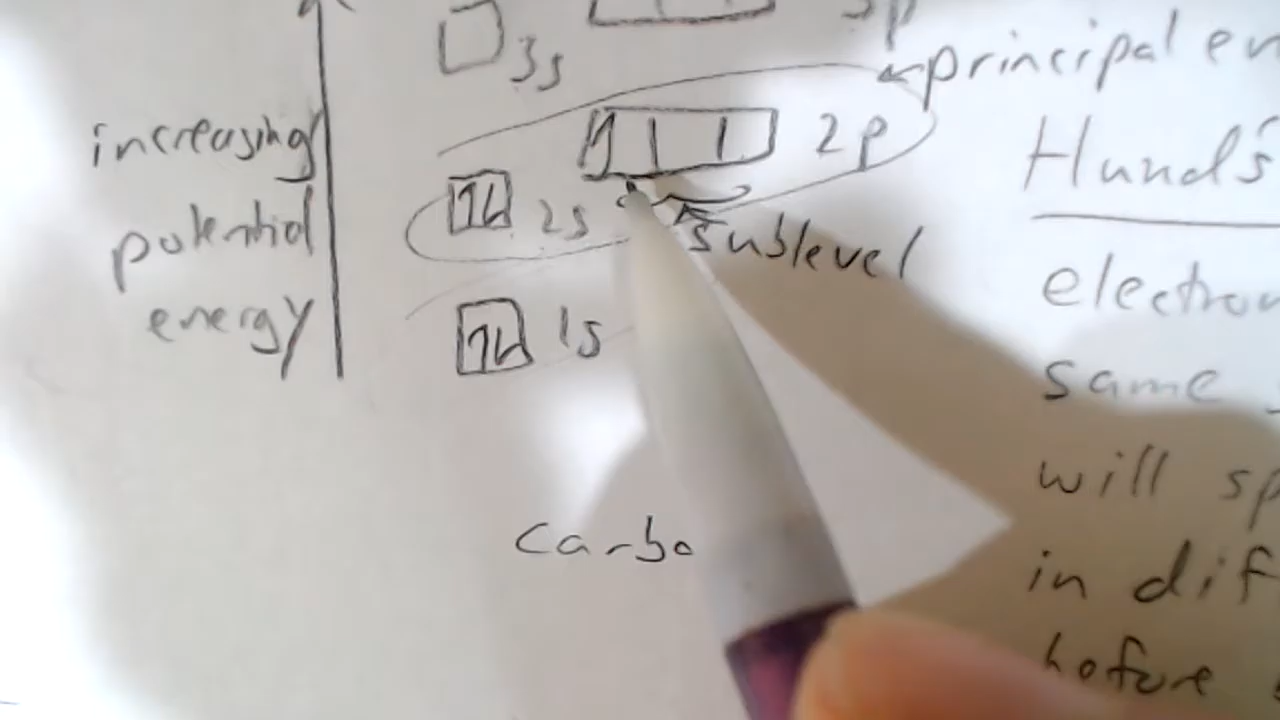 3p
3s
principal en
increasing
2p
Hund's
2s
potential
sublevel
electron
energy
1s
same
will sp
Carbo
in dif
before